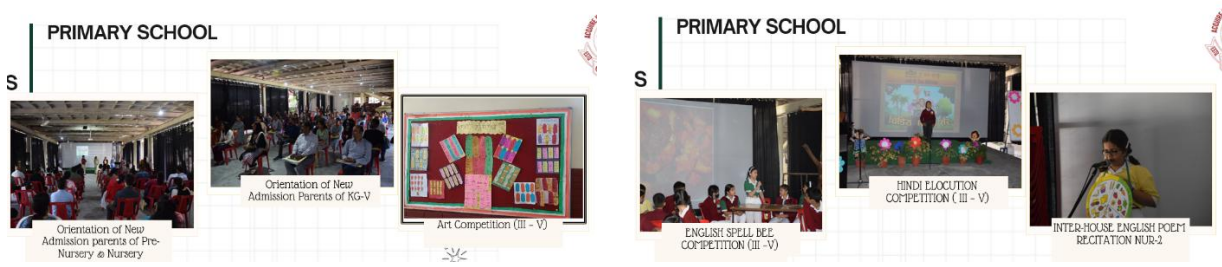 PRIMARY SCHOOL
S
Orientation of New
Admission parents of Pre-
Nursery & Nursery
Orientation of New
Admission Parents of KG-V
Art Competition (III - V)
PRIMARY SCHOOL
S
ENGLISH SPELL BEE
COMPETITION (III -V)
HINDI ELOCUTION
COMPETITION ( III - V)
INTER-HOUSE ENGLISH POEM
RECITATION NUR-2